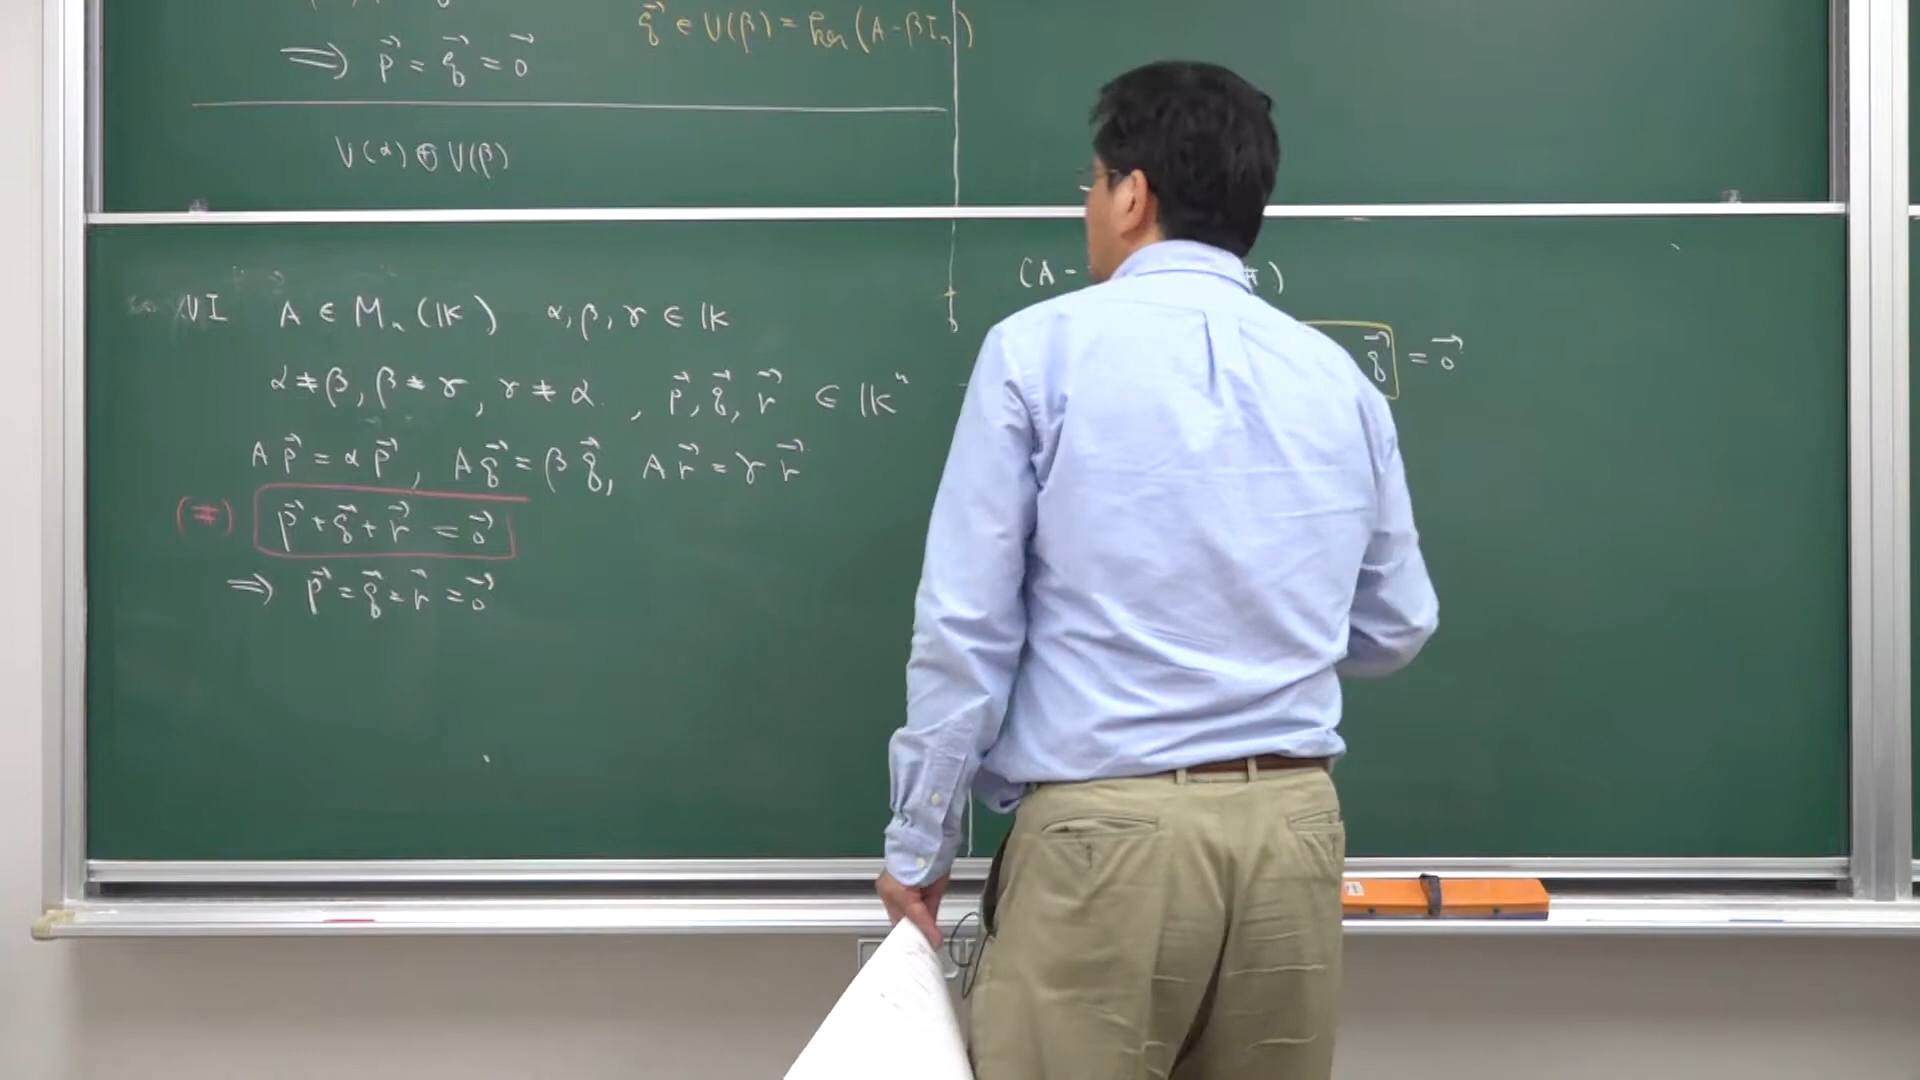 ⟹ p⃗ = q⃗ = 0⃗
q⃗ ∈ V(β) = Ker(A - βIₙ)
V(α) ⊕ V(β)
VI A ∈ Mₙ(𝕂) α, β, γ ∈ 𝕂
α ≠ β, β ≠ γ, γ ≠ α, p⃗, q⃗, r⃗ ∈ 𝕂ⁿ
A p⃗ = α p⃗, A q⃗ = β q⃗, A r⃗ = γ r⃗
(#) p⃗ + q⃗ + r⃗ = 0⃗
⟹ p⃗ = q⃗ = r⃗ = 0⃗
(A - #)
q⃗ = 0⃗